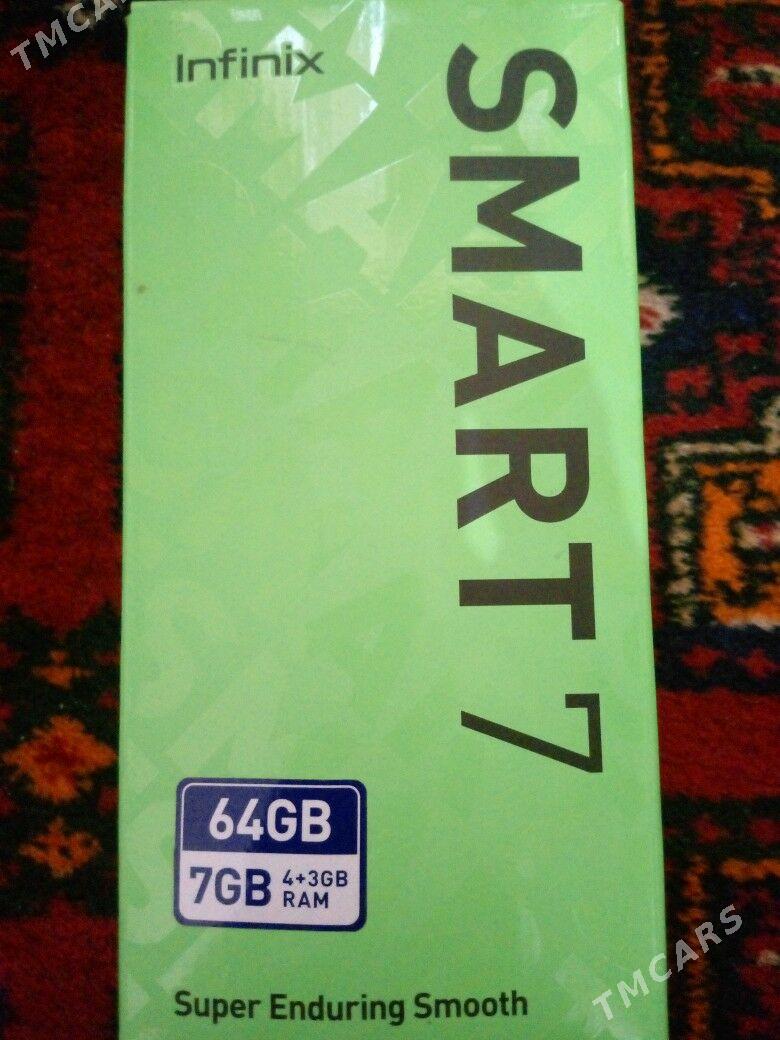 TMCARS
Infinix
SMART 7
64GB
7GB 4+3GB
RAM
Super Enduring Smooth
TMCARS